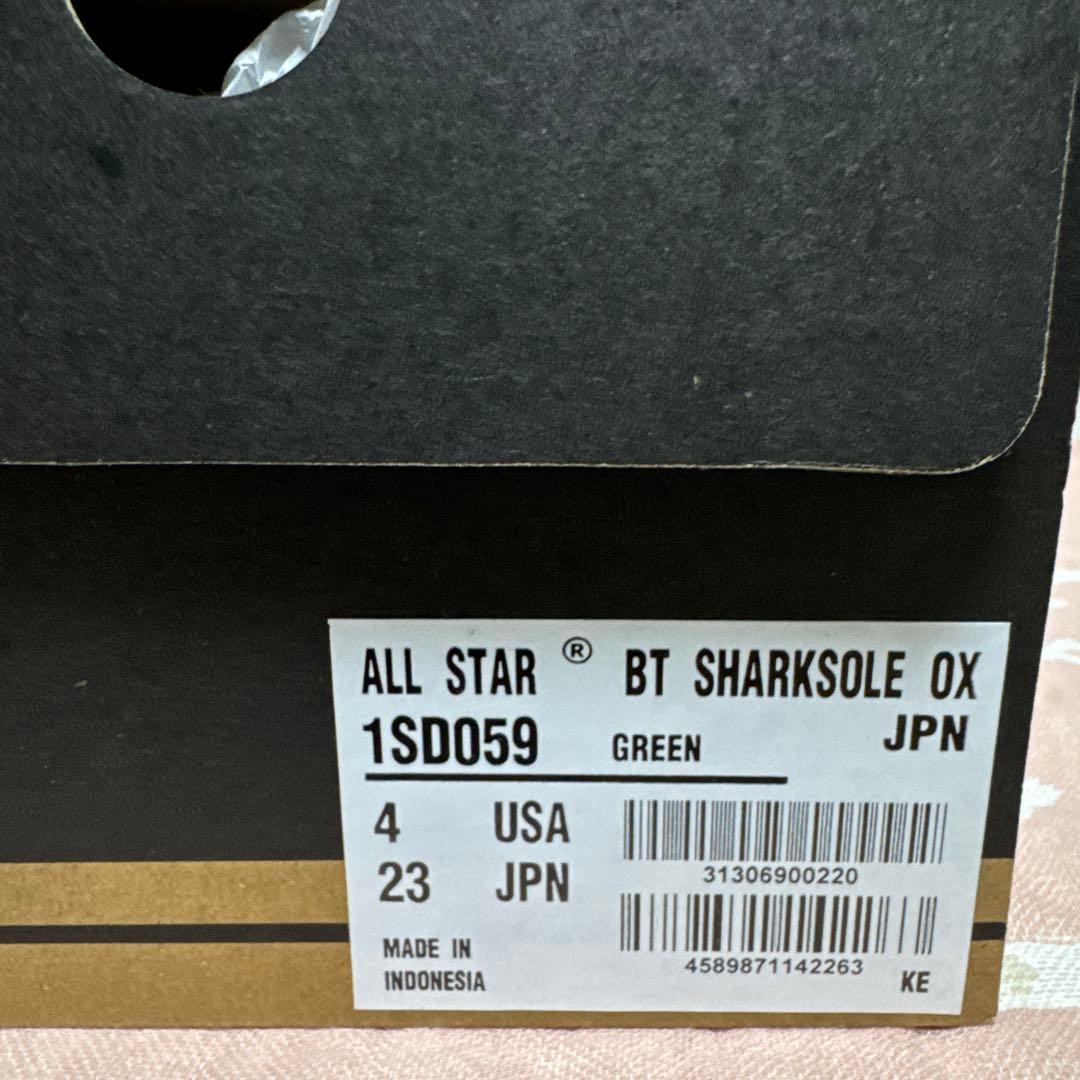 ALL STAR ® BT SHARKSOLE OX
1SD059 GREEN JPN
4 USA
23 JPN
31306900220
4589871142263
MADE IN
INDONESIA
KE